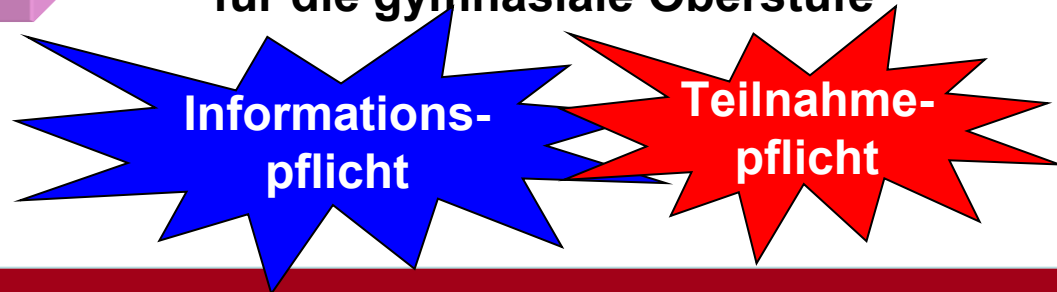 für die gymnasiale Oberstufe
Informations-
pflicht
Teilnahme-
pflicht